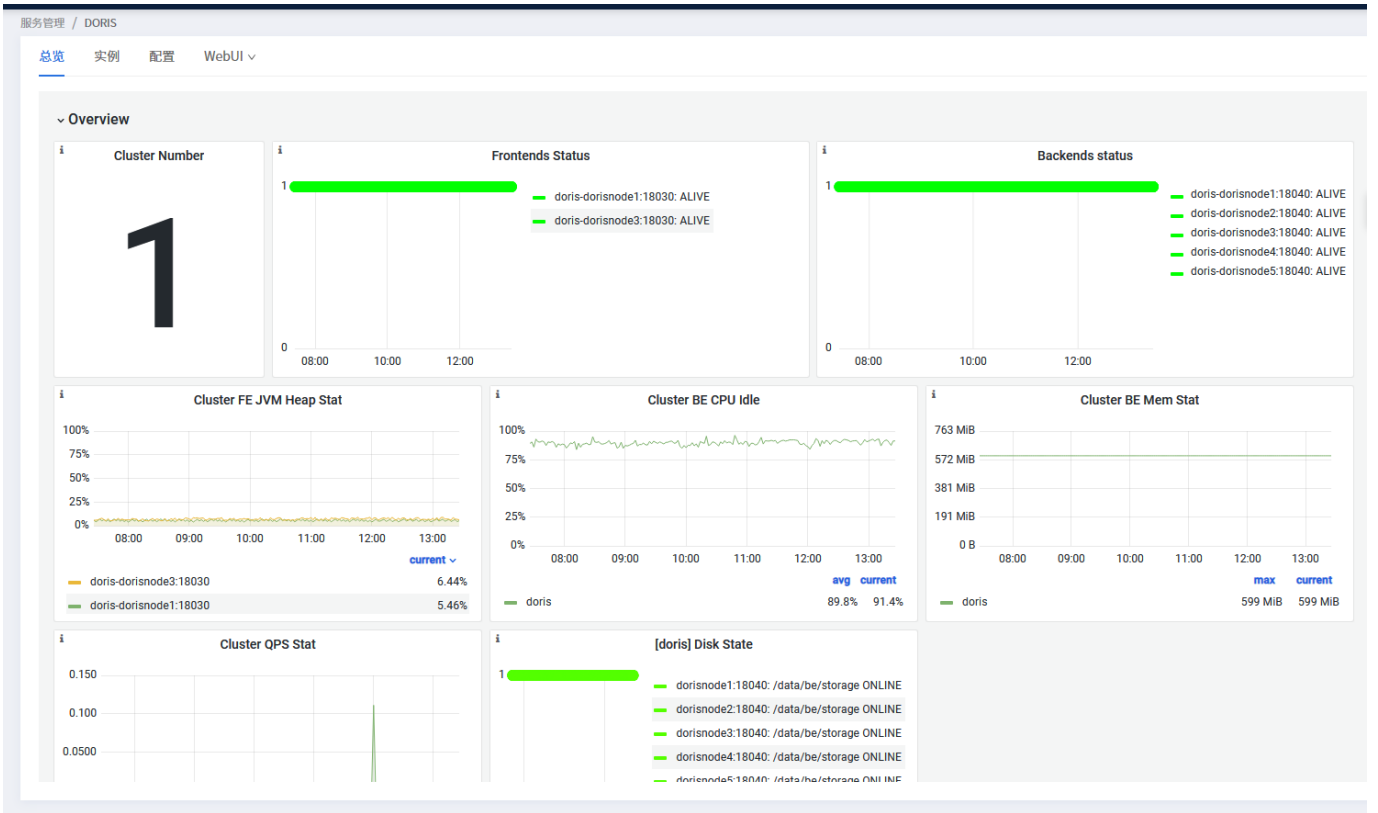 服务管理 / DORIS
总览 实例 配置 WebUI
Overview
Cluster Number
1
Frontends Status
1
0
08:00 10:00 12:00
doris-dorisnode1:18030: ALIVE
doris-dorisnode3:18030: ALIVE
Backends status
1
0
08:00 10:00 12:00
doris-dorisnode1:18040: ALIVE
doris-dorisnode2:18040: ALIVE
doris-dorisnode3:18040: ALIVE
doris-dorisnode4:18040: ALIVE
doris-dorisnode5:18040: ALIVE
Cluster FE JVM Heap Stat
100%
75%
50%
25%
0%
08:00 09:00 10:00 11:00 12:00 13:00
current
doris-dorisnode3:18030 6.44%
doris-dorisnode1:18030 5.46%
Cluster BE CPU Idle
100%
75%
50%
25%
0%
08:00 09:00 10:00 11:00 12:00 13:00
avg current
doris 89.8% 91.4%
Cluster BE Mem Stat
763 MiB
572 MiB
381 MiB
191 MiB
0 B
08:00 09:00 10:00 11:00 12:00 13:00
max current
doris 599 MiB 599 MiB
Cluster QPS Stat
0.150
0.100
0.0500
[doris] Disk State
1
dorisnode1:18040: /data/be/storage ONLINE
dorisnode2:18040: /data/be/storage ONLINE
dorisnode3:18040: /data/be/storage ONLINE
dorisnode4:18040: /data/be/storage ONLINE
dorisnode5:18040: /data/be/storage ONLINE